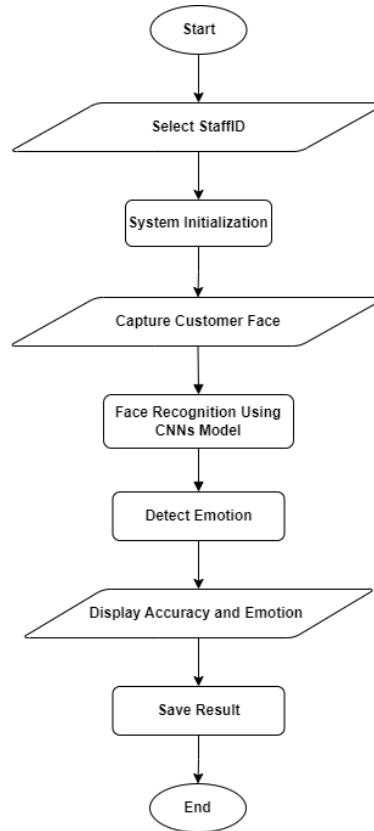 Start
Select StaffID
System Initialization
Capture Customer Face
Face Recognition Using
CNNs Model
Detect Emotion
Display Accuracy and Emotion
Save Result
End